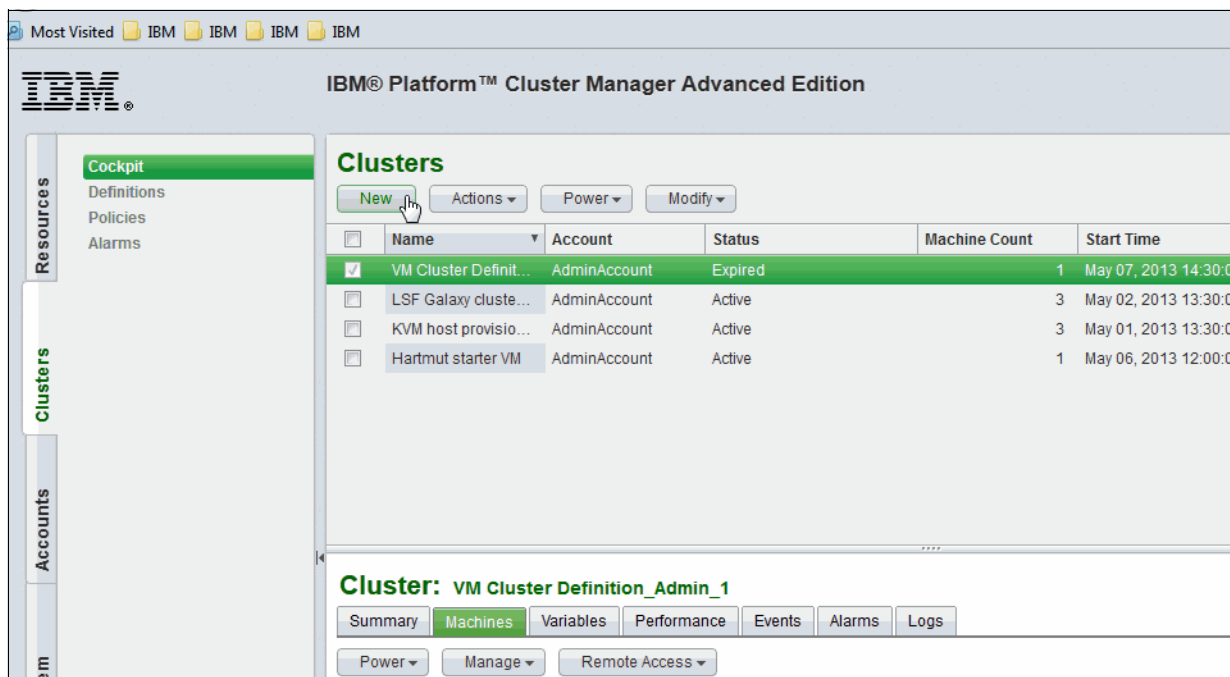 Most Visited IBM IBM IBM IBM
IBM®
IBM® Platform™ Cluster Manager Advanced Edition
Resources
Clusters
Accounts
em
Cockpit
Definitions
Policies
Alarms
Clusters
New Actions Power Modify
Name Account Status Machine Count Start Time
VM Cluster Definit... AdminAccount Expired 1 May 07, 2013 14:30:0
LSF Galaxy cluste... AdminAccount Active 3 May 02, 2013 13:30:0
KVM host provisio... AdminAccount Active 3 May 01, 2013 13:30:0
Hartmut starter VM AdminAccount Active 1 May 06, 2013 12:00:0
Cluster: VM Cluster Definition_Admin_1
Summary Machines Variables Performance Events Alarms Logs
Power Manage Remote Access